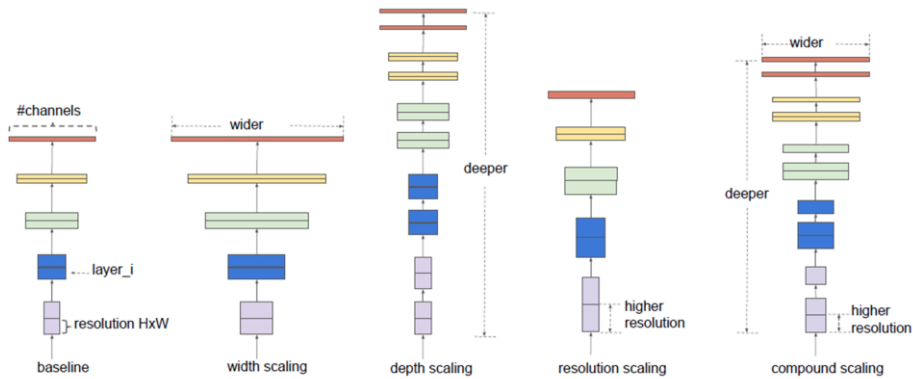 #channels
layer_i
resolution HxW
baseline
wider
width scaling
deeper
depth scaling
higher
resolution
resolution scaling
wider
deeper
higher
resolution
compound scaling